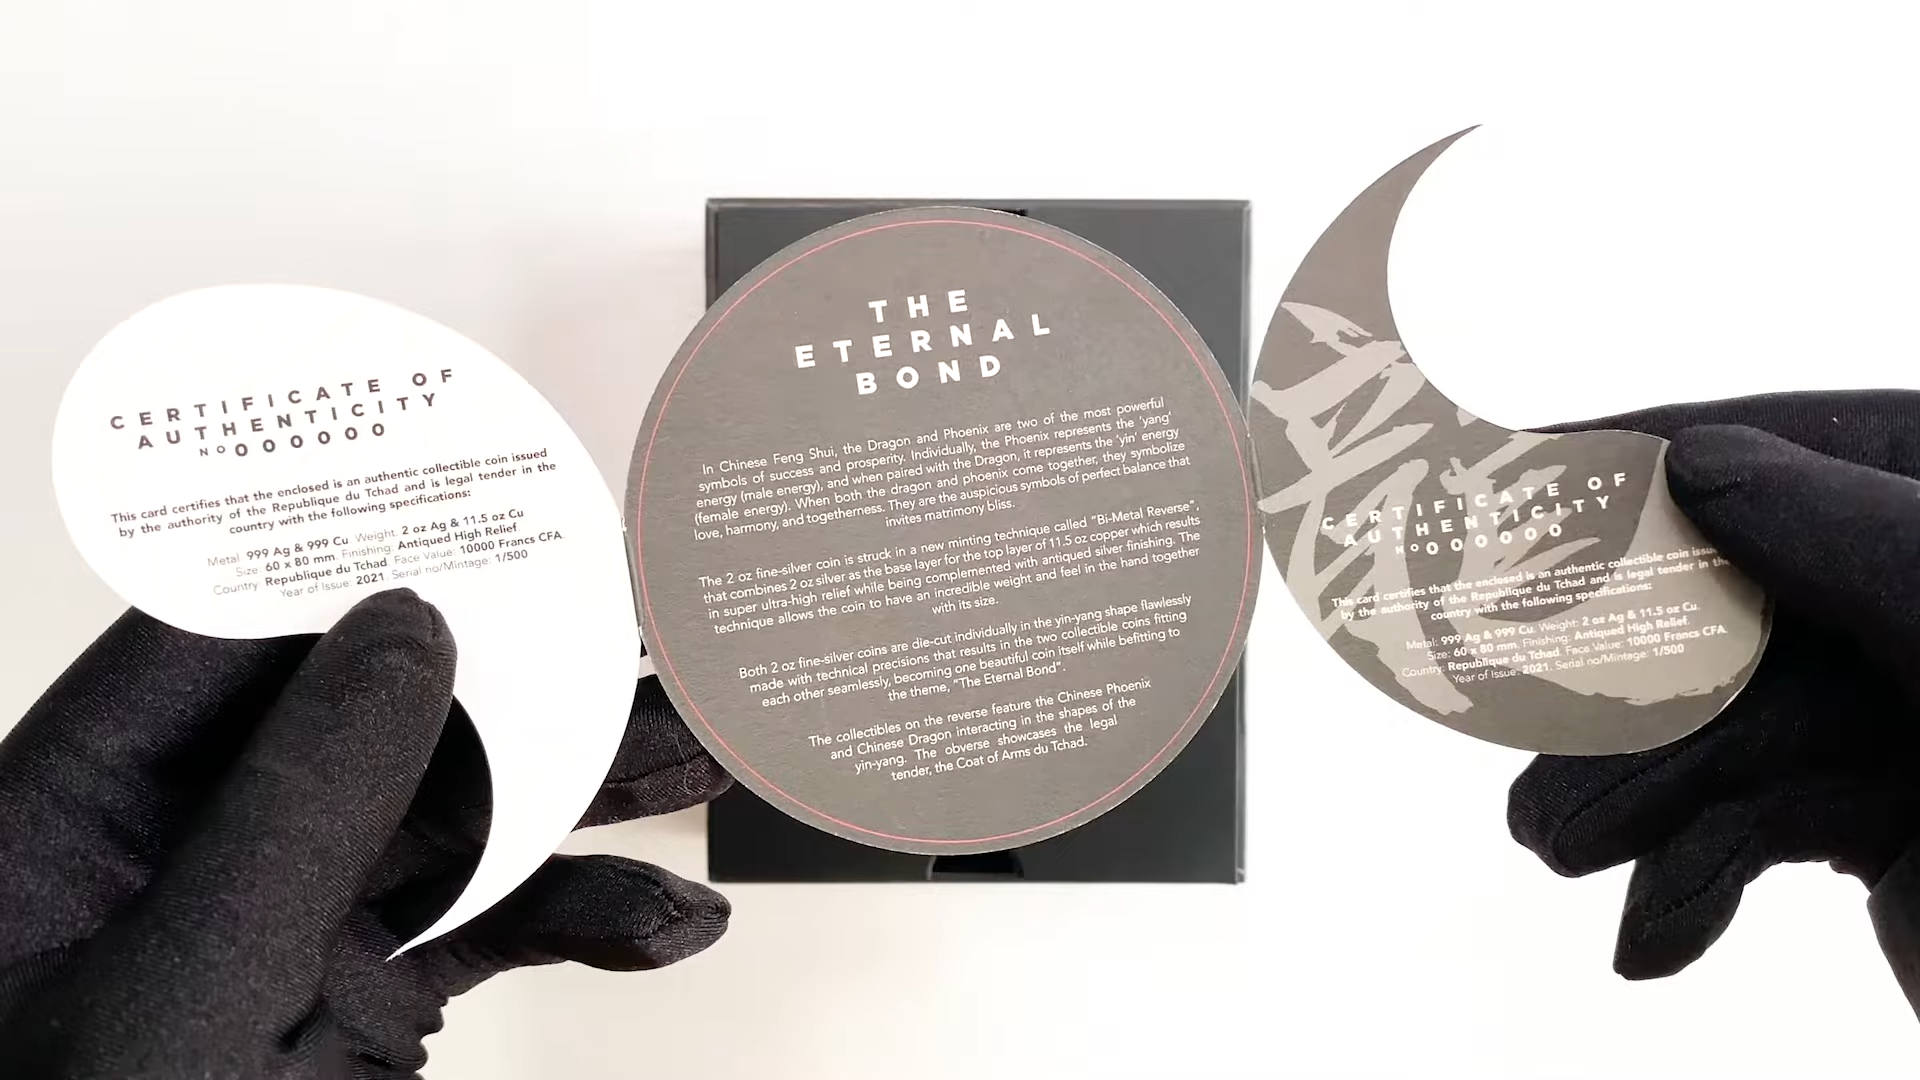 CERTIFICATE OF
AUTHENTICITY
Nº000000
This card certifies that the enclosed is an authentic collectible coin issued
by the authority of the Republique du Tchad and is legal tender in the
country with the following specifications:
Metal: 999 Ag & 999 Cu. Weight: 2 oz Ag & 11.5 oz Cu
Size: 60 x 80 mm. Finishing: Antiqued High Relief.
Country: Republique du Tchad. Face Value: 10000 Francs CFA
Year of Issue: 2021. Serial no/Mintage: 1/500
THE
ETERNAL
BOND
In Chinese Feng Shui, the Dragon and Phoenix are two of the most powerful
symbols of success and prosperity. Individually, the Phoenix represents the 'yang'
energy (male energy), and when paired with the Dragon, it represents the 'yin' energy
(female energy). When both the dragon and phoenix come together, they symbolize
love, harmony, and togetherness. They are the auspicious symbols of perfect balance that
invites matrimony bliss.
The 2 oz fine-silver coin is struck in a new minting technique called "Bi-Metal Reverse",
that combines 2 oz silver as the base layer for the top layer of 11.5 oz copper which results
in super ultra-high relief while being complemented with antiqued silver finishing. The
technique allows the coin to have an incredible weight and feel in the hand together
with its size.
Both 2 oz fine-silver coins are die-cut individually in the yin-yang shape flawlessly
made with technical precisions that results in the two collectible coins fitting
each other seamlessly, becoming one beautiful coin itself while befitting to
the theme, "The Eternal Bond".
The collectibles on the reverse feature the Chinese Phoenix
and Chinese Dragon interacting in the shapes of the
yin-yang. The obverse showcases the legal
tender, the Coat of Arms du Tchad.
CERTIFICATE OF
AUTHENTICITY
Nº000000
This card certifies that the enclosed is an authentic collectible coin
by the authority of the Republique du Tchad and is legal tender in the
country with the following specifications:
Metal: 999 Ag & 999 Cu. Weight: 2 oz Ag & 11.5 oz Cu.
Size: 60 x 80 mm. Finishing: Antiqued High Relief.
Country: Republique du Tchad. Face Value: 10000 Francs CFA
Year of Issue: 2021. Serial no/Mintage: 1/500